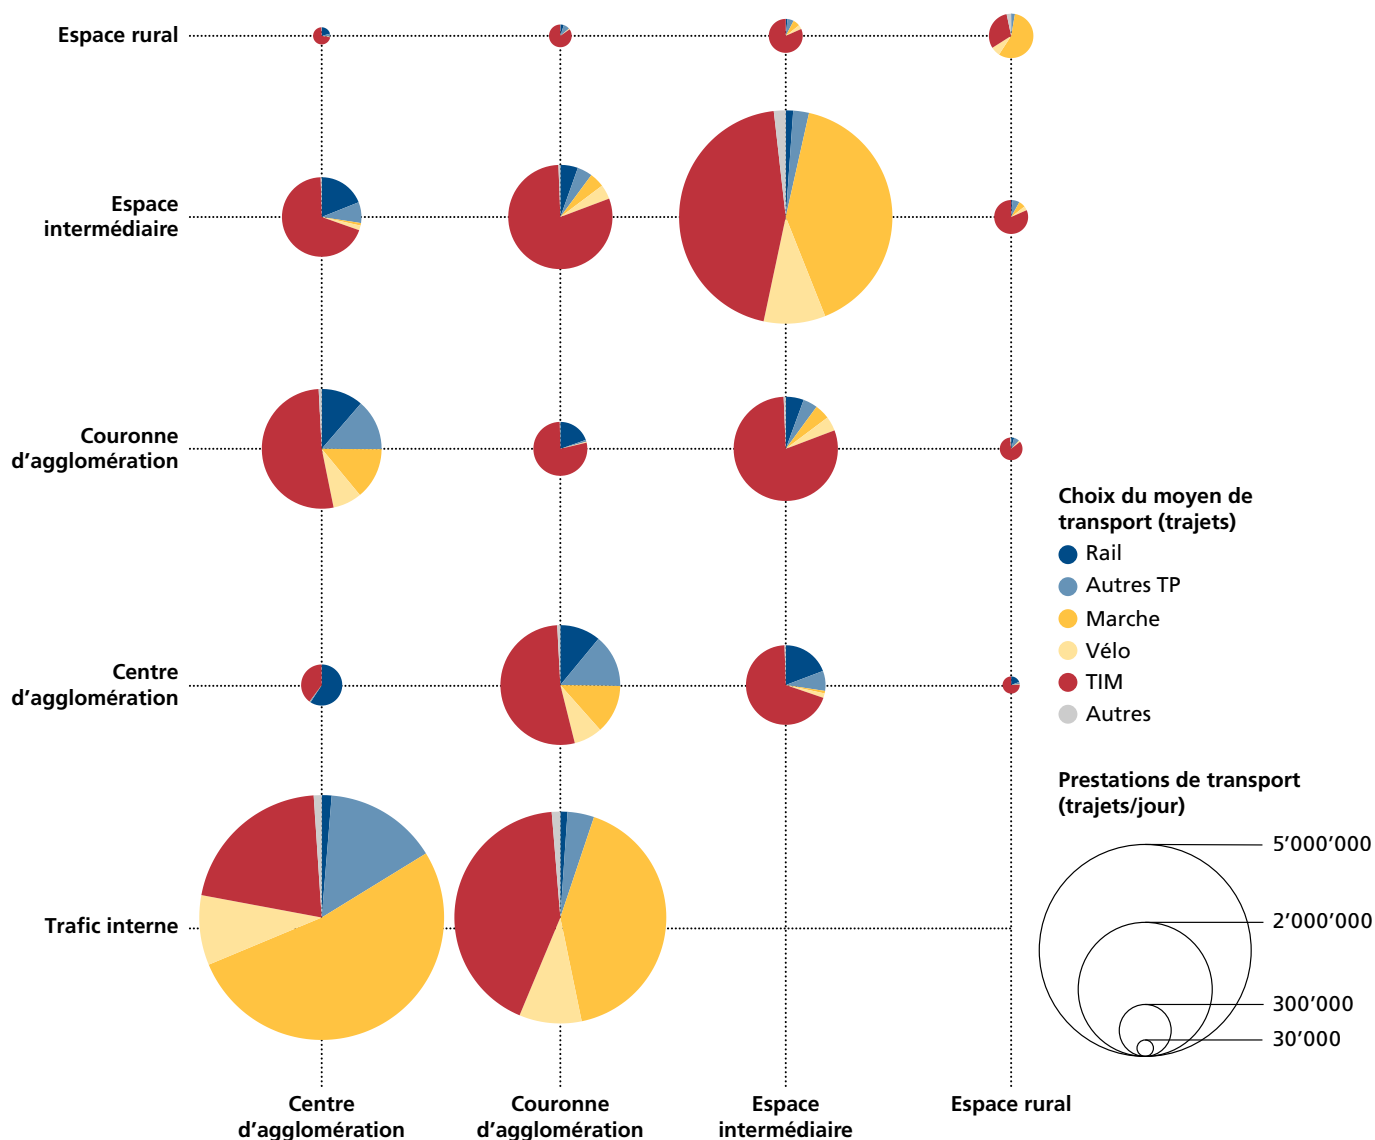 Espace rural
Espace
intermédiaire
Couronne
d’agglomération
Centre
d’agglomération
Trafic interne
Centre
d’agglomération
Couronne
d’agglomération
Espace
intermédiaire
Espace rural
Choix du moyen de
transport (trajets)
Rail
Autres TP
Marche
Vélo
TIM
Autres
Prestations de transport
(trajets/jour)
5’000’000
2’000’000
300’000
30’000